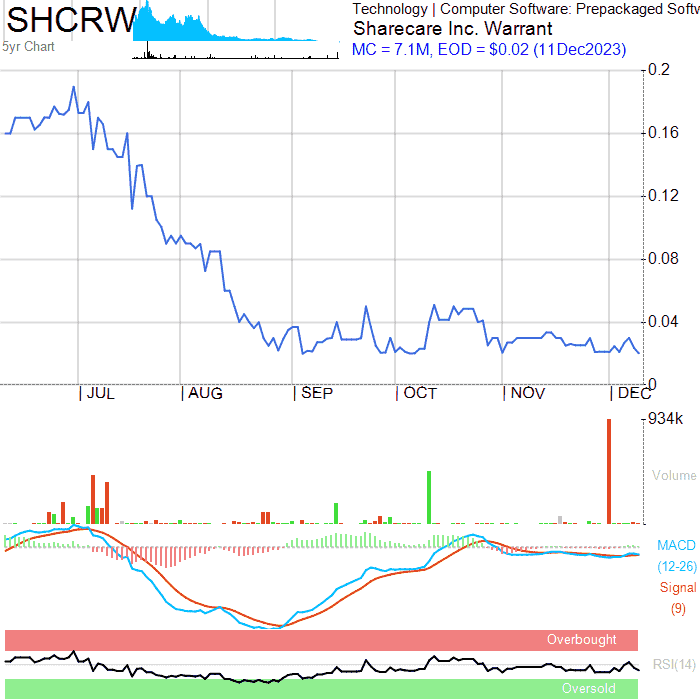 SHCRW
5yr Chart
Technology | Computer Software: Prepackaged Softw
Sharecare Inc. Warrant
MC = 7.1M, EOD = $0.02 (11Dec2023)
0.2
0.16
0.12
0.08
0.04
0
JUL AUG SEP OCT NOV DEC
934k
Volume
MACD
(12-26)
Signal
(9)
Overbought
RSI(14)
Oversold